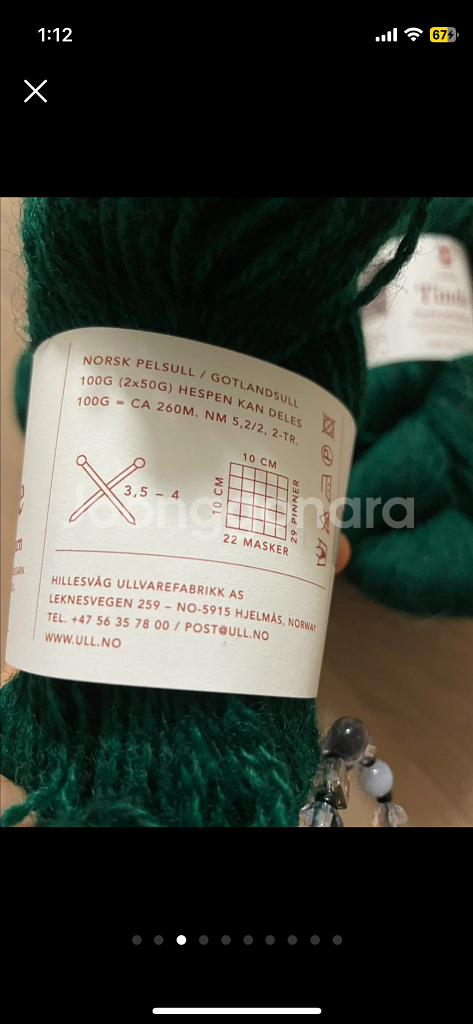 1:12
67
NORSK PELSULL / GOTLANDSULL
100G (2x50G) HESPEN KAN DELES
100G = CA 260M. NM 5,2/2, 2-TR.
3,5 – 4
10 CM
10 CM
29 PINNER
22 MASKER
P
A
HILLESVÅG ULLVAREFABRIKK AS
LEKNESVEGEN 259 – NO-5915 HJELMÅS, NORWAY
TEL. +47 56 35 78 00 / POST@ULL.NO
WWW.ULL.NO
Joongonara